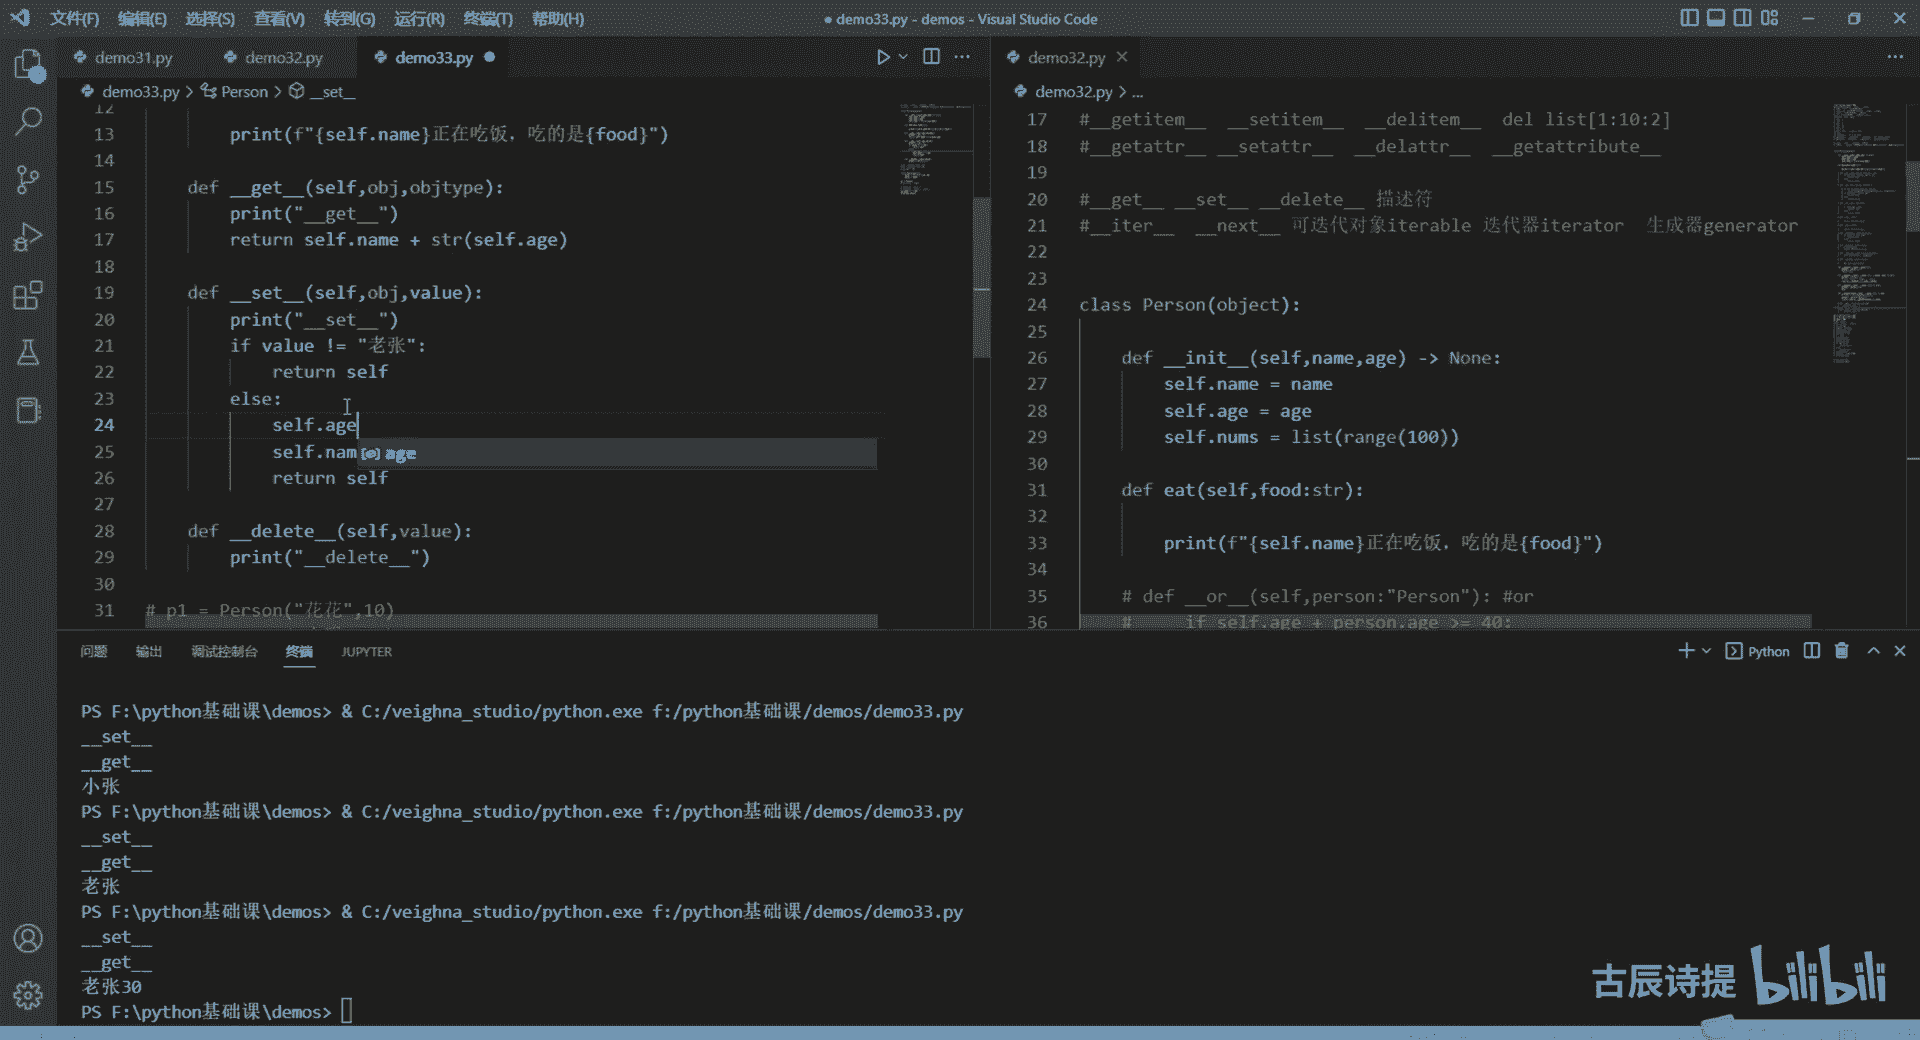 文件(F) 编辑(E) 选择(S) 查看(V) 转到(G) 运行(R) 终端(T) 帮助(H) ● demo33.py - demos - Visual Studio Code
demo31.py demo32.py demo33.py ●
demo33.py > Person > __set__
12
13 print(f"{self.name}正在吃饭，吃的是{food}")
14
15 def __get__(self,obj,objtype):
16 print("__get__")
17 return self.name + str(self.age)
18
19 def __set__(self,obj,value):
20 print("__set__")
21 if value != "老张":
22 return self
23 else:
24 self.age
25 self.nam
age
26 return self
27
28 def __delete__(self,value):
29 print("__delete__")
30
31 # p1 = Person("花花",10)
demo32.py
demo32.py > ...
17 #__getitem__ __setitem__ __delitem__ del list[1:10:2]
18 #__getattr__ __setattr__ __delattr__ __getattribute__
19
20 #__get__ __set__ __delete__ 描述符
21 #__iter__ __next__ 可迭代对象iterable 迭代器iterator 生成器generator
22
23
24 class Person(object):
25
26 def __init__(self,name,age) -> None:
27 self.name = name
28 self.age = age
29 self.nums = list(range(100))
30
31 def eat(self,food:str):
32
33 print(f"{self.name}正在吃饭，吃的是{food}")
34
35 # def __or__(self,person:"Person"): #or
36 # if self.age + person.age >= 40:
问题 输出 调试控制台 终端 JUPYTER Python
PS F:\python基础课\demos> & C:/veighna_studio/python.exe f:/python基础课/demos/demo33.py
__set__
__get__
小张
PS F:\python基础课\demos> & C:/veighna_studio/python.exe f:/python基础课/demos/demo33.py
__set__
__get__
老张
PS F:\python基础课\demos> & C:/veighna_studio/python.exe f:/python基础课/demos/demo33.py
__set__
__get__
老张30
PS F:\python基础课\demos>
古辰诗提 bilibili